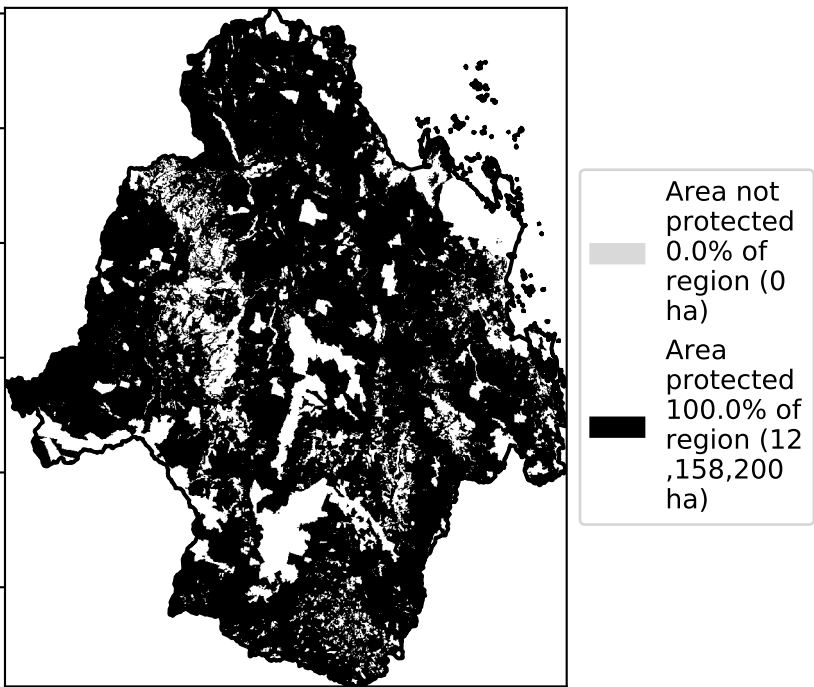 Area not
protected
0.0% of
region (0
ha)
Area
protected
100.0% of
region (12
,158,200
ha)